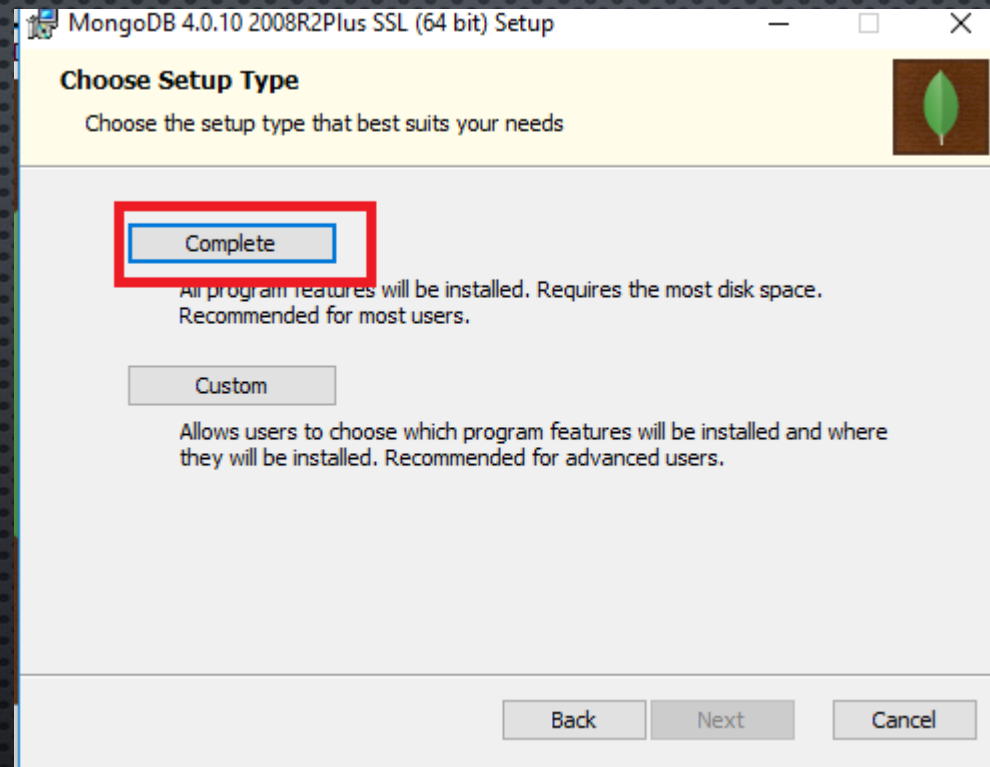 MongoDB 4.0.10 2008R2Plus SSL (64 bit) Setup
Choose Setup Type
Choose the setup type that best suits your needs
Complete
All program features will be installed. Requires the most disk space.
Recommended for most users.
Custom
Allows users to choose which program features will be installed and where
they will be installed. Recommended for advanced users.
Back
Next
Cancel